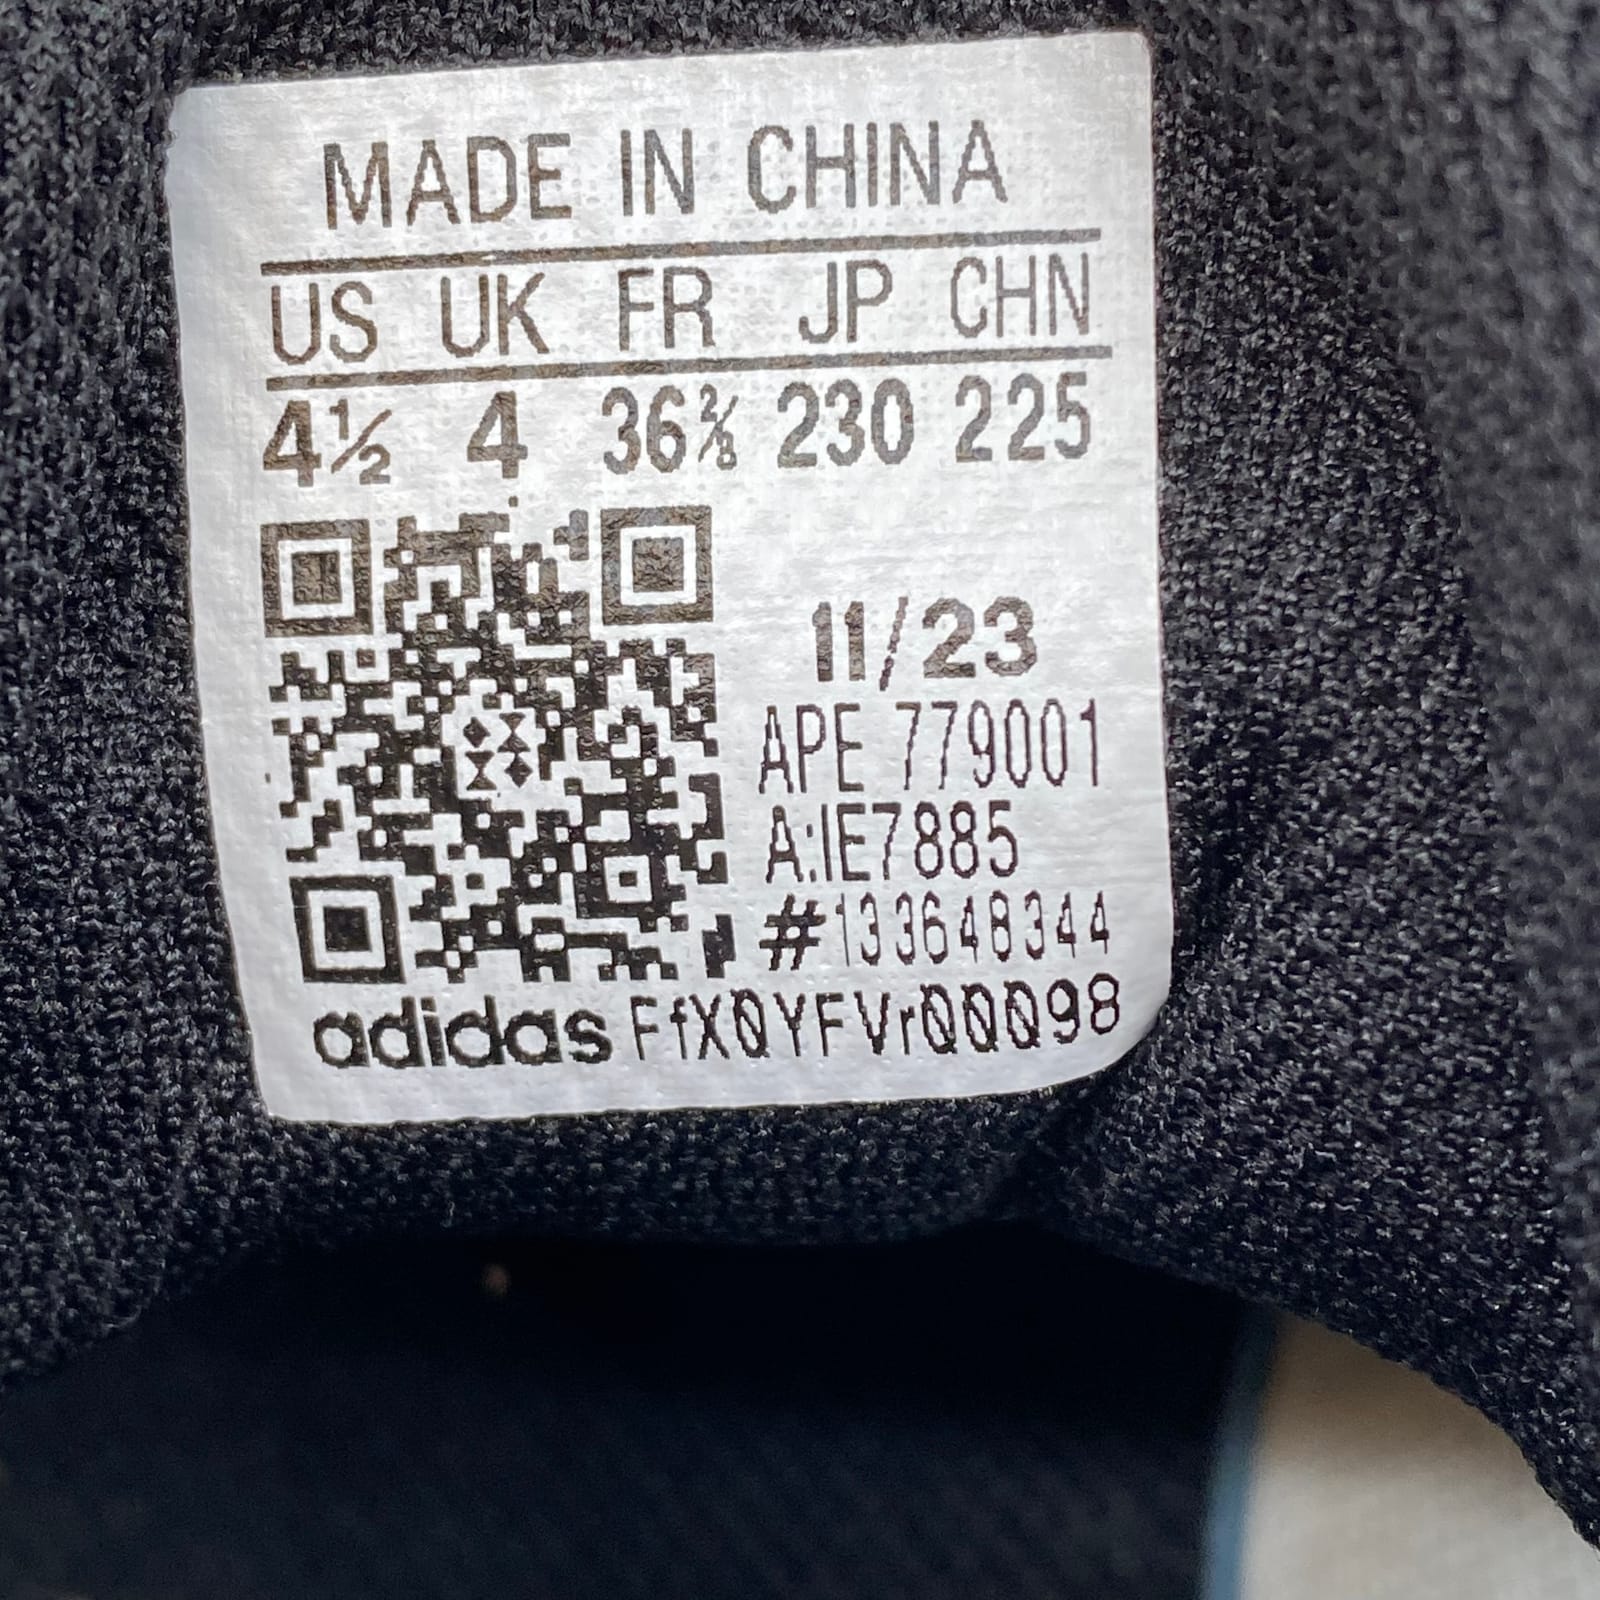 MADE IN CHINA
US UK FR JP CHN
4½ 4 36⅔ 230 225
11/23
APE 779001
A:IE7885
#133648344
adidas FfX0YFVr000098